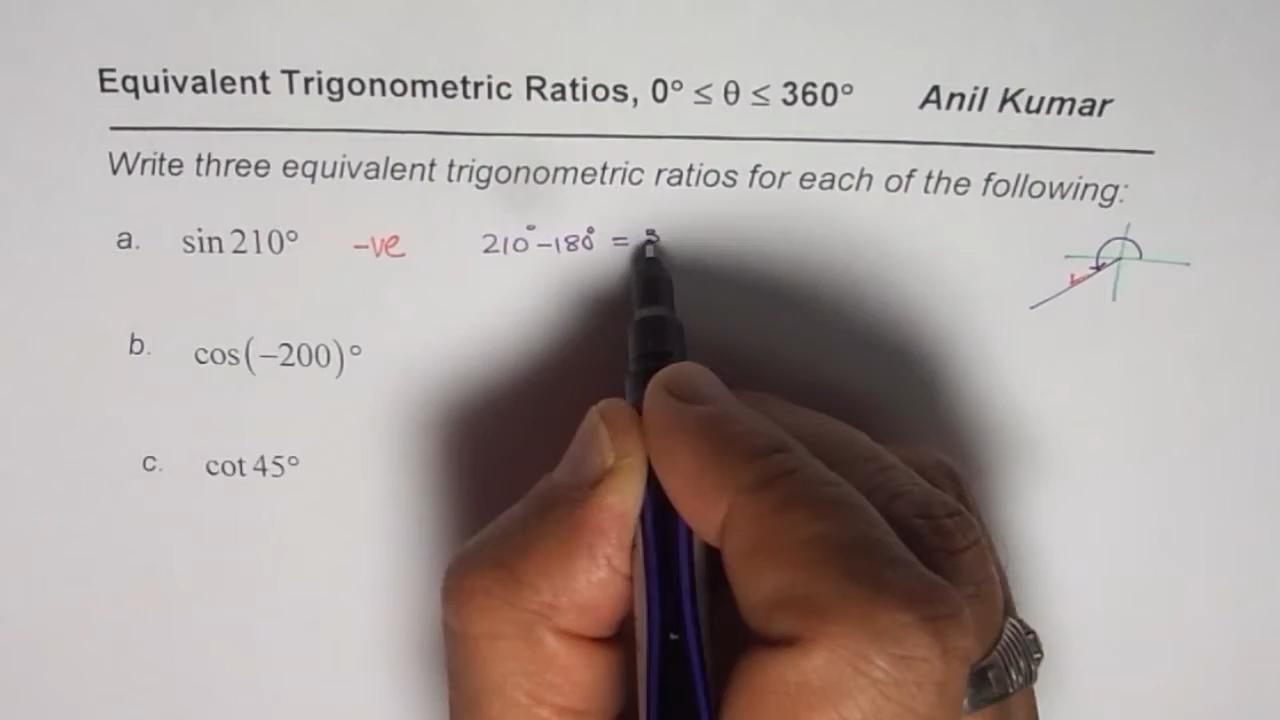 Equivalent Trigonometric Ratios, 0° ≤ θ ≤ 360° Anil Kumar
Write three equivalent trigonometric ratios for each of the following:
a. sin 210° -ve 210° - 180° = 3
b. cos(-200)°
c. cot 45°